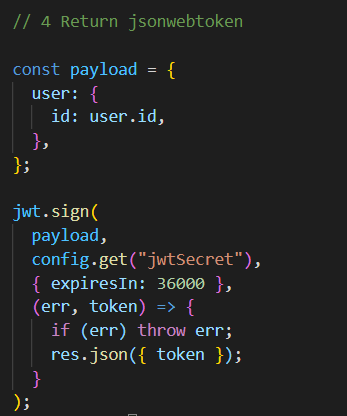 // 4 Return jsonwebtoken
const payload = {
  user: {
    id: user.id,
  },
};
jwt.sign(
  payload,
  config.get("jwtSecret"),
  { expiresIn: 36000 },
  (err, token) => {
    if (err) throw err;
    res.json({ token });
  }
);